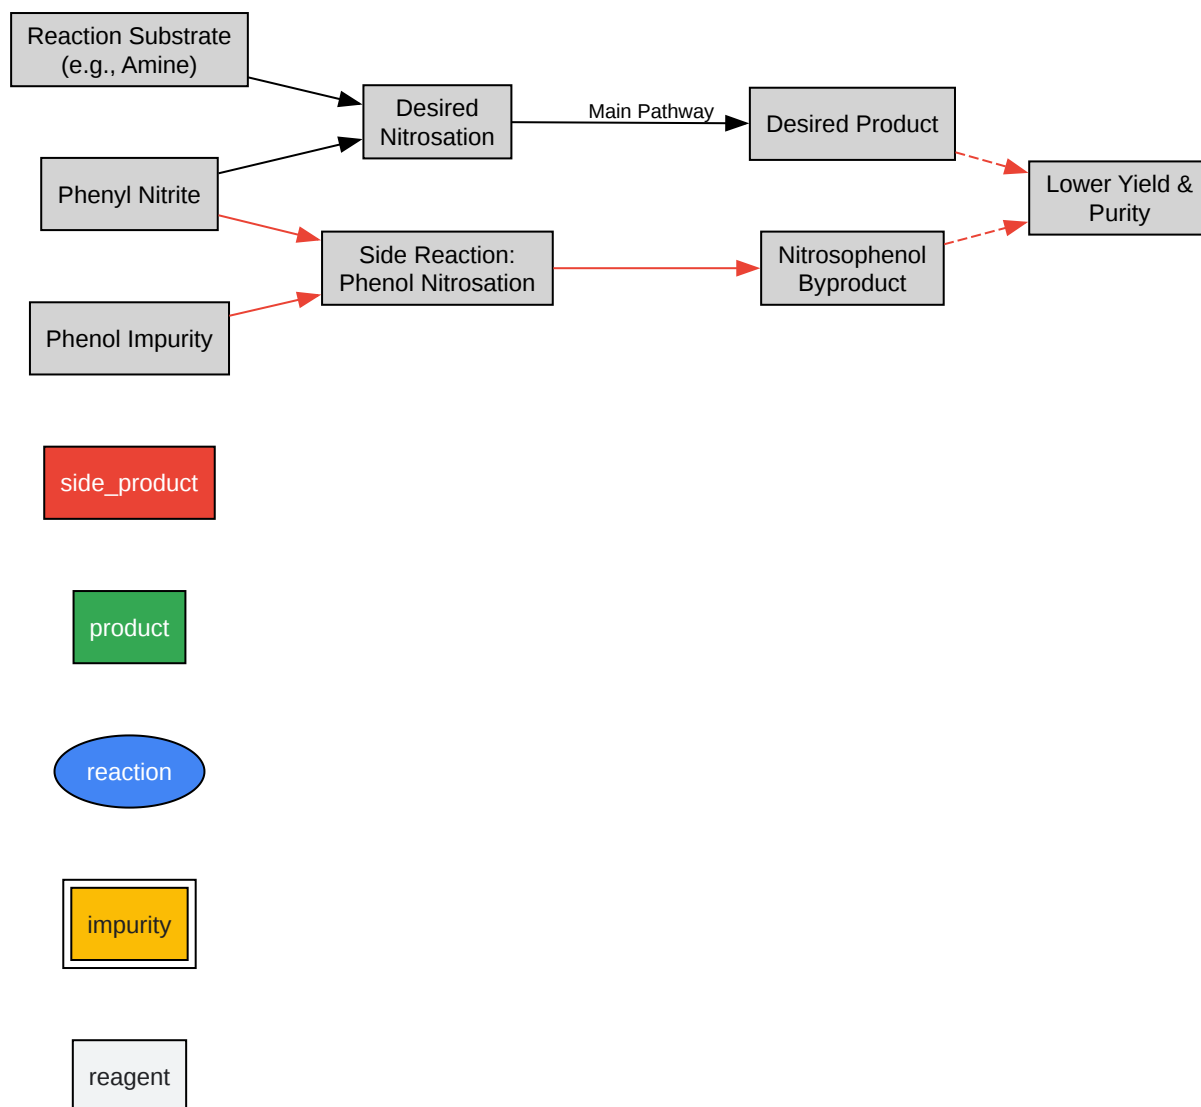 Reaction Substrate
(e.g., Amine)
Desired
Nitrosation
Main Pathway
Desired Product
Phenyl Nitrite
Lower Yield &
Purity
Side Reaction:
Phenol Nitrosation
Nitrosophenol
Byproduct
Phenol Impurity
side_product
product
reaction
impurity
reagent